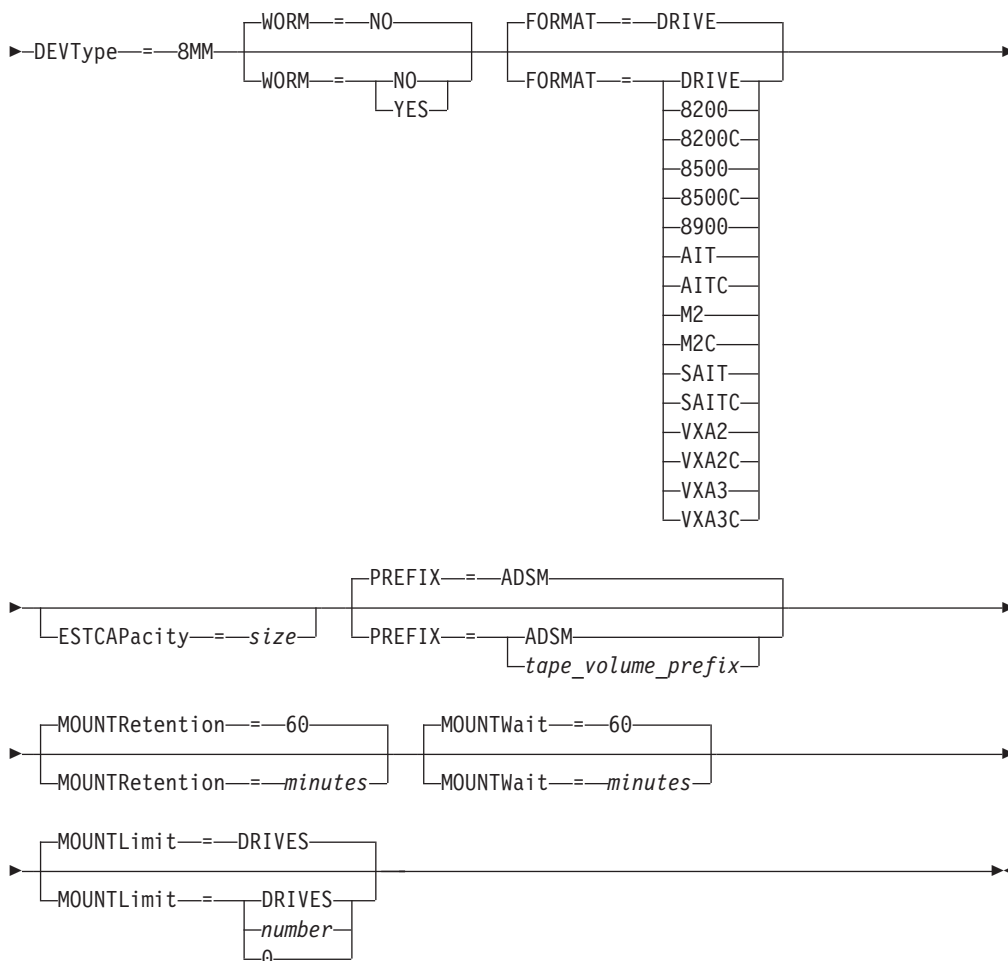 WORM = NO FORMAT = DRIVE
DEVType = 8MM
WORM = NO FORMAT = DRIVE
YES 8200
8200C
8500
8500C
8900
AIT
AITC
M2
M2C
SAIT
SAITC
VXA2
VXA2C
VXA3
VXA3C
PREFIX = ADSM
ESTCAPacity = size PREFIX = ADSM
tape_volume_prefix
MOUNTRetention = 60 MOUNTWait = 60
MOUNTRetention = minutes MOUNTWait = minutes
MOUNTLimit = DRIVES
MOUNTLimit = DRIVES
number
0